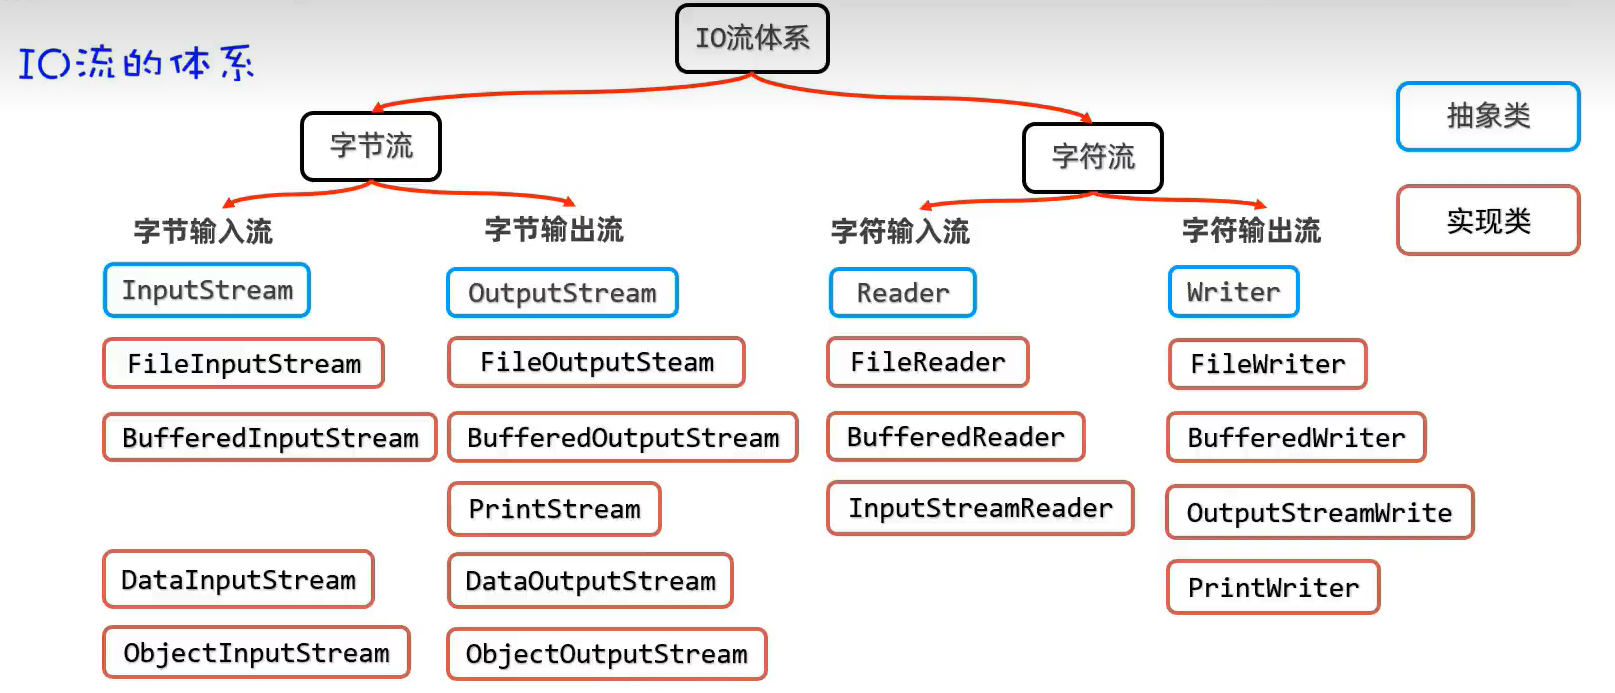 IO流的体系
IO流体系
字节流
字符流
抽象类
实现类
字节输入流
字节输出流
字符输入流
字符输出流
InputStream
OutputStream
Reader
Writer
FileInputStream
FileOutputSteam
FileReader
FileWriter
BufferedInputStream
BufferedOutputStream
BufferedReader
BufferedWriter
PrintStream
InputStreamReader
OutputStreamWrite
DataInputStream
DataOutputStream
PrintWriter
ObjectInputStream
ObjectOutputStream